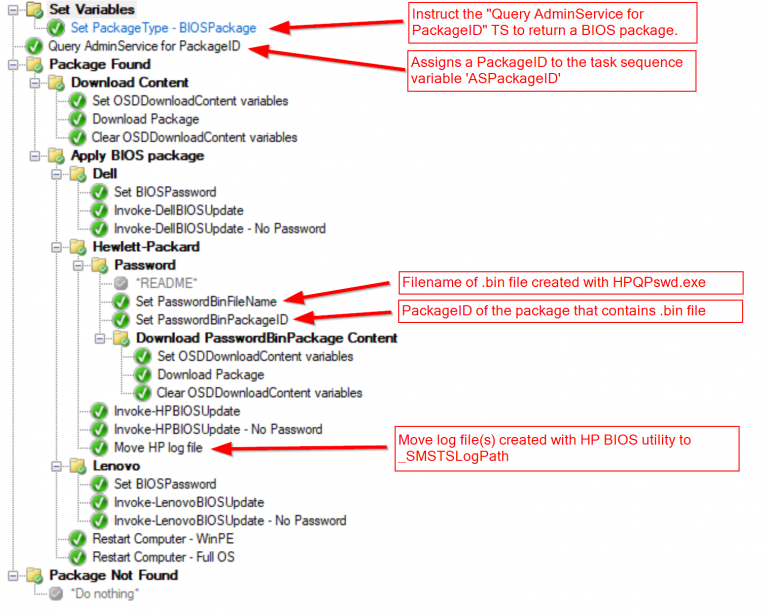 Set Variables
Set PackageType - BIOSPackage
Instruct the "Query AdminService for
PackageID" TS to return a BIOS package.
Query AdminService for PackageID
Assigns a PackageID to the task sequence
variable 'ASPackageID'
Package Found
Download Content
Set OSDDownloadContent variables
Download Package
Clear OSDDownloadContent variables
Apply BIOS package
Dell
Set BIOSPassword
Invoke-DellBIOSUpdate
Invoke-DellBIOSUpdate - No Password
Hewlett-Packard
Password
*README*
Set PasswordBinFileName
Filename of .bin file created with HPQPswd.exe
Set PasswordBinPackageID
PackageID of the package that contains .bin file
Download PasswordBinPackage Content
Set OSDDownloadContent variables
Download Package
Clear OSDDownloadContent variables
Invoke-HPBIOSUpdate
Invoke-HPBIOSUpdate - No Password
Move HP log file
Move log file(s) created with HP BIOS utility to
_SMSTSLogPath
Lenovo
Set BIOSPassword
Invoke-LenovoBIOSUpdate
Invoke-LenovoBIOSUpdate - No Password
Restart Computer - WinPE
Restart Computer - Full OS
Package Not Found
"Do nothing"